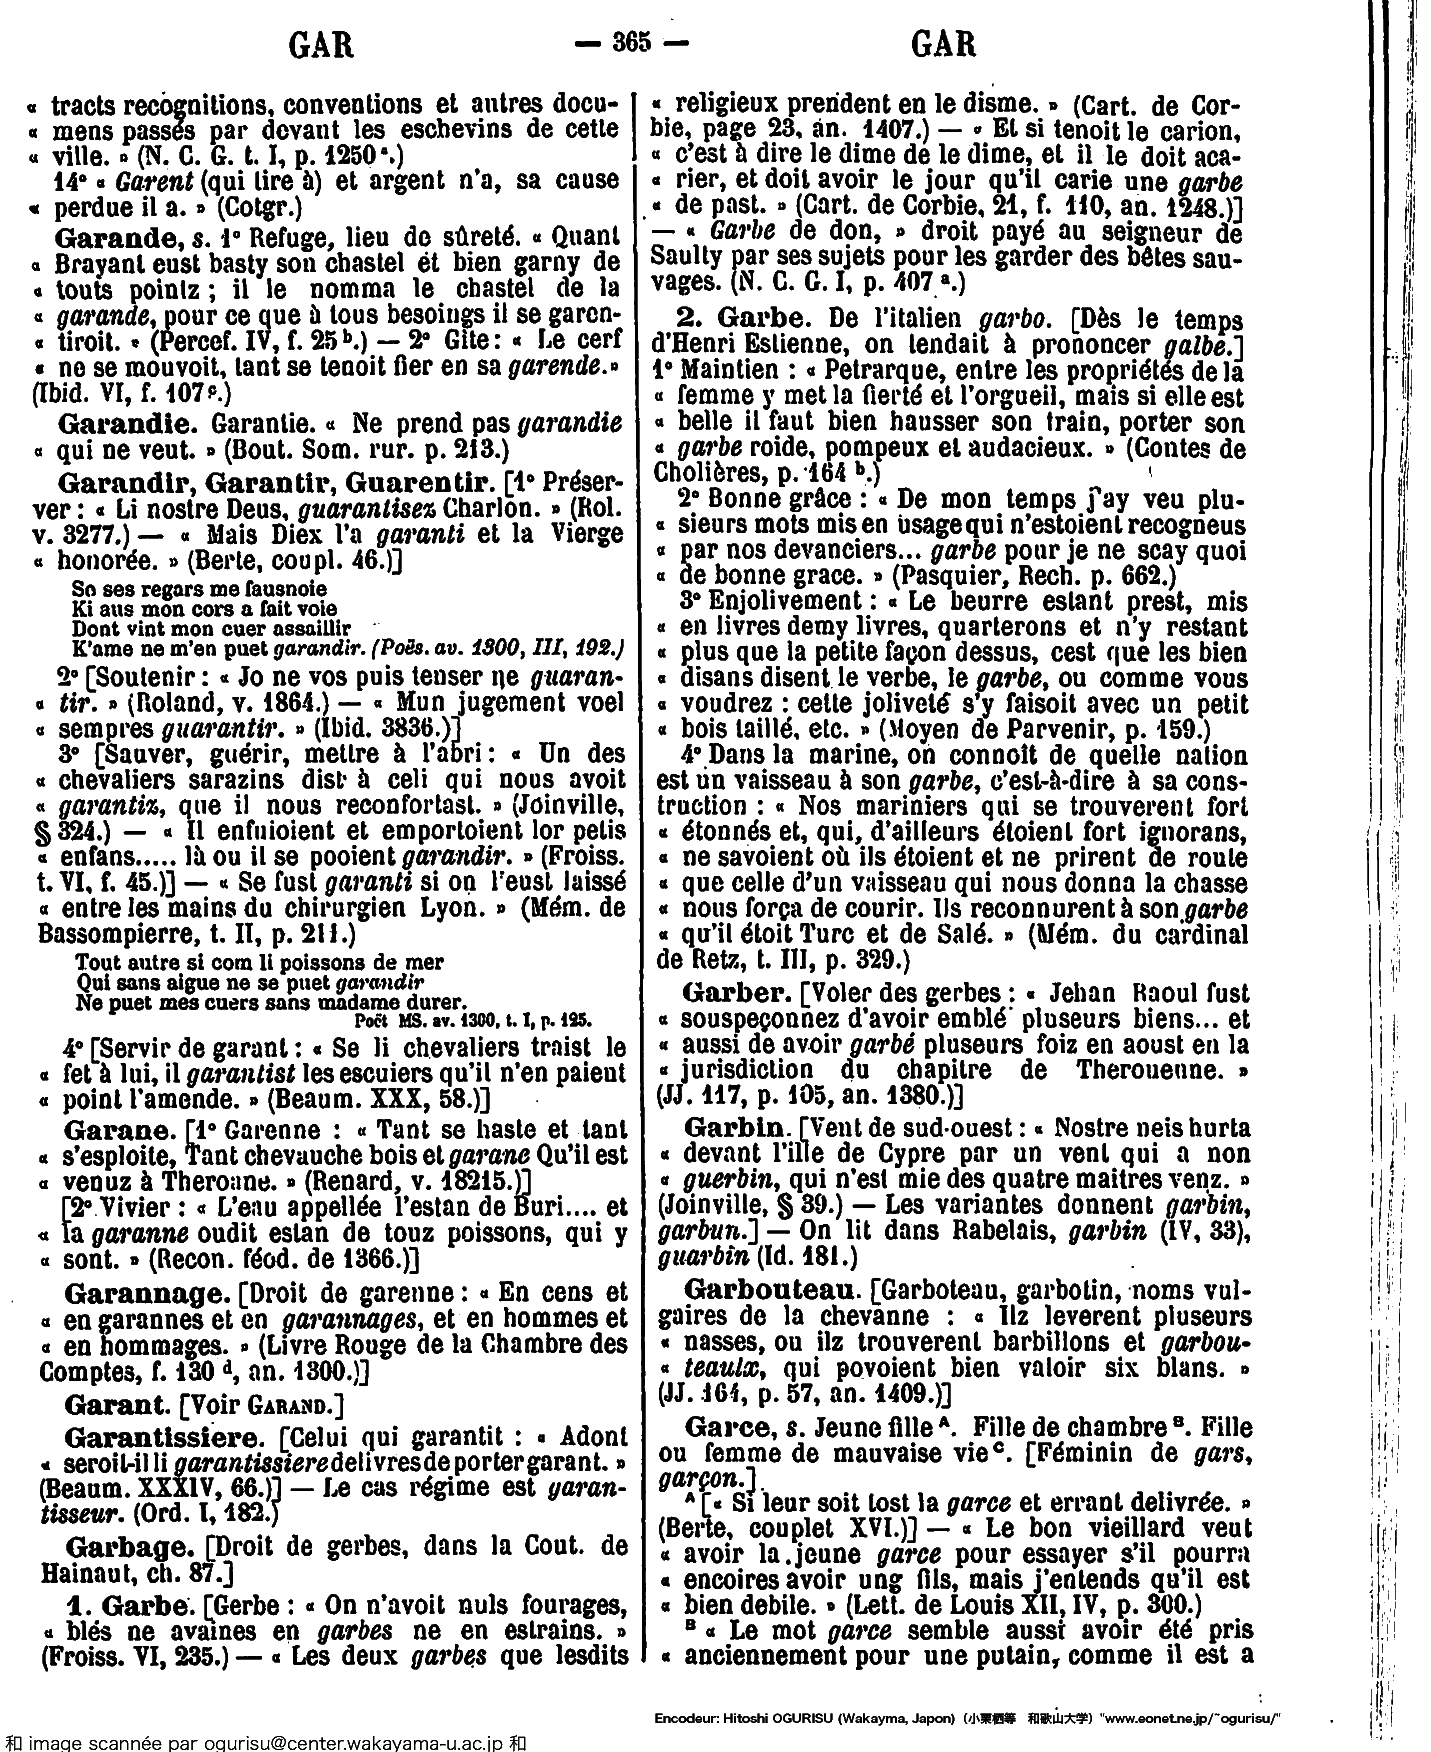 GAR — 365 — GAR
« tracts recognitions, conventions et autres docu-
« mens passés par devant les eschevins de cette
« ville. » (N. C. G. t. I, p. 1250ᵃ.)
14° « Garent (qui tire à) et argent n'a, sa cause
« perdue il a. » (Cotgr.)
Garande, s. 1° Refuge, lieu de sûreté. « Quant
« Brayant eust basty son chastel et bien garny de
« touts pointz ; il le nomma le chastel de la
« garande, pour ce que à tous besoings il se garen-
« tiroit. » (Percef. IV, f. 25ᵇ.) — 2° Gîte : « Le cerf
« ne se mouvoit, tant se tenoit fier en sa garende. »
(Ibid. VI, f. 107ᶜ.)
Garandie. Garantie. « Ne prend pas garandie
« qui ne veut. » (Bout. Som. rur. p. 213.)
Garandir, Garantir, Guarentir. [1° Préser-
ver : « Li nostre Deus, guarantisez Charlon. » (Rol.
v. 3277.) — « Mais Diex l'a garanti et la Vierge
« honorée. » (Berte, coupl. 46.)]
So ses regars me fausnoie
Ki aus mon cors a fait voie
Dont vint mon cuer assaillir
K'ame ne m'en puet garandir. (Poës. av. 1300, III, 192.)
2° [Soutenir : « Jo ne vos puis tenser ne guaran-
« tir. » (Roland, v. 1864.) — « Mun jugement voel
« sempres guarantir. » (Ibid. 3836.)]
3° [Sauver, guérir, mettre à l'abri : « Un des
« chevaliers sarazins dist à celi qui nous avoit
« garantiz, que il nous reconfortast. » (Joinville,
§ 324.) — « Il enfuioient et emportoient lor petis
« enfans..... là ou il se pooient garandir. » (Froiss.
t. VI, f. 45.)] — « Se fust garanti si on l'eust laissé
« entre les mains du chirurgien Lyon. » (Mém. de
Bassompierre, t. II, p. 211.)
Tout autre si com li poissons de mer
Qui sans aigue ne se puet garandir
Ne puet mes cuers sans madame durer.
Poët MS. av. 1300, t. I, p. 125.
4° [Servir de garant : « Se li chevaliers traist le
« fet à lui, il garantist les escuiers qu'il n'en paient
« point l'amende. » (Beaum. XXX, 58.)]
Garane. [1° Garenne : « Tant se haste et tant
« s'esploite, Tant chevauche bois et garane Qu'il est
« venuz à Theroane. » (Renard, v. 18215.)]
[2° Vivier : « L'eau appellée l'estan de Buri.... et
« la garanne oudit estan de touz poissons, qui y
« sont. » (Recon. féod. de 1366.)]
Garannage. [Droit de garenne : « En cens et
« en garannes et en garannages, et en hommes et
« en hommages. » (Livre Rouge de la Chambre des
Comptes, f. 130 ᵈ, an. 1300.)]
Garant. [Voir GARAND.]
Garantissiere. [Celui qui garantit : « Adont
« seroit-il li garantissiere delivres de porter garant. »
(Beaum. XXXIV, 66.)] — Le cas régime est garan-
tisseur. (Ord. I, 182.)
Garbage. [Droit de gerbes, dans la Cout. de
Hainaut, ch. 87.]
1. Garbe. [Gerbe : « On n'avoit nuls fourages,
« blés ne avaines en garbes ne en estrains. »
(Froiss. VI, 235.) — « Les deux garbes que lesdits
« religieux prendent en le disme. » (Cart. de Cor-
bie, page 23, an. 1407.) — « Et si tenoit le carion,
« c'est à dire le dime de le dime, et il le doit aca-
« rier, et doit avoir le jour qu'il carie une garbe
« de past. » (Cart. de Corbie, 21, f. 110, an. 1248.)]
— « Garbe de don, » droit payé au seigneur de
Saulty par ses sujets pour les garder des bêtes sau-
vages. (N. C. G. I, p. 407 ᵃ.)
2. Garbe. De l'italien garbo. [Dès le temps
d'Henri Estienne, on tendait à prononcer galbe.]
1° Maintien : « Petrarque, entre les propriétés de la
« femme y met la fierté et l'orgueil, mais si elle est
« belle il faut bien hausser son train, porter son
« garbe roide, pompeux et audacieux. » (Contes de
Cholières, p. 164 ᵇ.)
2° Bonne grâce : « De mon temps j'ay veu plu-
« sieurs mots mis en usage qui n'estoient recogneus
« par nos devanciers... garbe pour je ne scay quoi
« de bonne grace. » (Pasquier, Rech. p. 662.)
3° Enjolivement : « Le beurre estant prest, mis
« en livres demy livres, quarterons et n'y restant
« plus que la petite façon dessus, cest que les bien
« disans disent le verbe, le garbe, ou comme vous
« voudrez : cette joliveté s'y faisoit avec un petit
« bois taillé, etc. » (Moyen de Parvenir, p. 159.)
4° Dans la marine, on connoît de quelle nation
est un vaisseau à son garbe, c'est-à-dire à sa cons-
truction : « Nos mariniers qui se trouverent fort
« étonnés et, qui, d'ailleurs étoient fort ignorans,
« ne savoient où ils étoient et ne prirent de route
« que celle d'un vaisseau qui nous donna la chasse
« nous força de courir. Ils reconnurent à son garbe
« qu'il étoit Turc et de Salé. » (Mém. du cardinal
de Retz, t. III, p. 329.)
Garber. [Voler des gerbes : « Jehan Raoul fust
« souspeçonnez d'avoir emblé pluseurs biens... et
« aussi de avoir garbé pluseurs foiz en aoust en la
« jurisdiction du chapitre de Therouenne. »
(JJ. 117, p. 105, an. 1380.)]
Garbin. [Vent de sud-ouest : « Nostre neis hurta
« devant l'ille de Cypre par un vent qui a non
« guerbin, qui n'est mie des quatre maitres venz. »
(Joinville, § 39.) — Les variantes donnent garbin,
garbun.] — On lit dans Rabelais, garbin (IV, 33),
guarbin (Id. 181.)
Garbouteau. [Garboteau, garbotin, noms vul-
gaires de la chevanne : « Ilz leverent pluseurs
« nasses, ou ilz trouverent barbillons et garbou-
« teaulx, qui povoient bien valoir six blans. »
(JJ. 164, p. 57, an. 1409.)]
Garce, s. Jeune fille ᴬ. Fille de chambre ᴮ. Fille
ou femme de mauvaise vie ᶜ. [Féminin de gars,
garçon.]
ᴬ [« Si leur soit tost la garce et errant delivrée. »
(Berte, couplet XVI.)] — « Le bon vieillard veut
« avoir la jeune garce pour essayer s'il pourra
« encoires avoir ung fils, mais j'entends qu'il est
« bien debile. » (Lett. de Louis XII, IV, p. 300.)
ᴮ « Le mot garce semble aussi avoir été pris
« anciennement pour une putain, comme il est a
Encodeur: Hitoshi OGURISU (Wakayma, Japon) (小栗栖等 和歌山大学) "www.eonet.ne.jp/~ogurisu/"
和 image scannée par ogurisu@center.wakayama-u.ac.jp 和